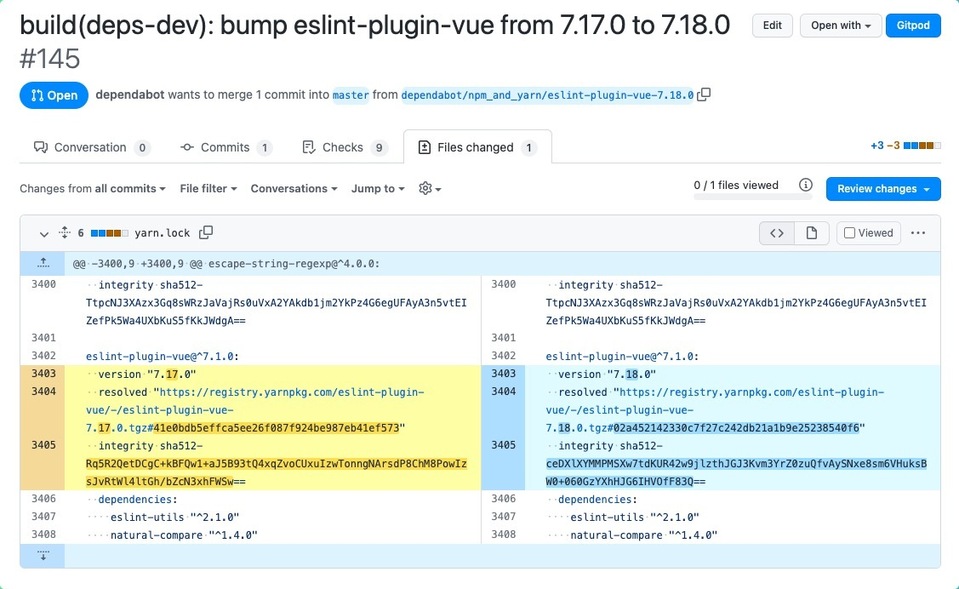 build(deps-dev): bump eslint-plugin-vue from 7.17.0 to 7.18.0
#145
Edit
Open with
Gitpod
Open
dependabot wants to merge 1 commit into master from dependabot/npm_and_yarn/eslint-plugin-vue-7.18.0
Conversation 0
Commits 1
Checks 9
Files changed 1
+3 −3
Changes from all commits
File filter
Conversations
Jump to
0 / 1 files viewed
Review changes
6 yarn.lock
<>
Viewed
@@ -3400,9 +3400,9 @@ escape-string-regexp@^4.0.0:
3400 integrity sha512-
TtpcNJ3XAzx3Gq8sWRzJaVajRs0uVxA2YAkdb1jm2YkPz4G6egUFAyA3n5vtEI
ZefPk5Wa4UXbKuS5fKkJWdgA==
3401
3402 eslint-plugin-vue@^7.1.0:
3403 version "7.17.0"
3404 resolved "https://registry.yarnpkg.com/eslint-plugin-
vue/-/eslint-plugin-vue-
7.17.0.tgz#41e0bdb5effca5ee26f087f924be987eb41ef573"
3405 integrity sha512-
Rq5R2QetDCgC+kBFQw1+aJ5B93tQ4xqZvoCUxuIzwTonngNArsdP8ChM8PowIz
sJvRtWl4ltGh/bZcN3xhFWSw==
3406 dependencies:
3407 eslint-utils "^2.1.0"
3408 natural-compare "^1.4.0"
3400 integrity sha512-
TtpcNJ3XAzx3Gq8sWRzJaVajRs0uVxA2YAkdb1jm2YkPz4G6egUFAyA3n5vtEI
ZefPk5Wa4UXbKuS5fKkJWdgA==
3401
3402 eslint-plugin-vue@^7.1.0:
3403 version "7.18.0"
3404 resolved "https://registry.yarnpkg.com/eslint-plugin-
vue/-/eslint-plugin-vue-
7.18.0.tgz#02a452142330c7f27c242db21a1b9e25238540f6"
3405 integrity sha512-
ceDXlXYMMPMSXw7tdKUR42w9jlzthJGJ3Kvm3YrZ0zuQfvAySNxe8sm6VHuksB
W0+060GzYXhHJG6IHVOfF83Q==
3406 dependencies:
3407 eslint-utils "^2.1.0"
3408 natural-compare "^1.4.0"